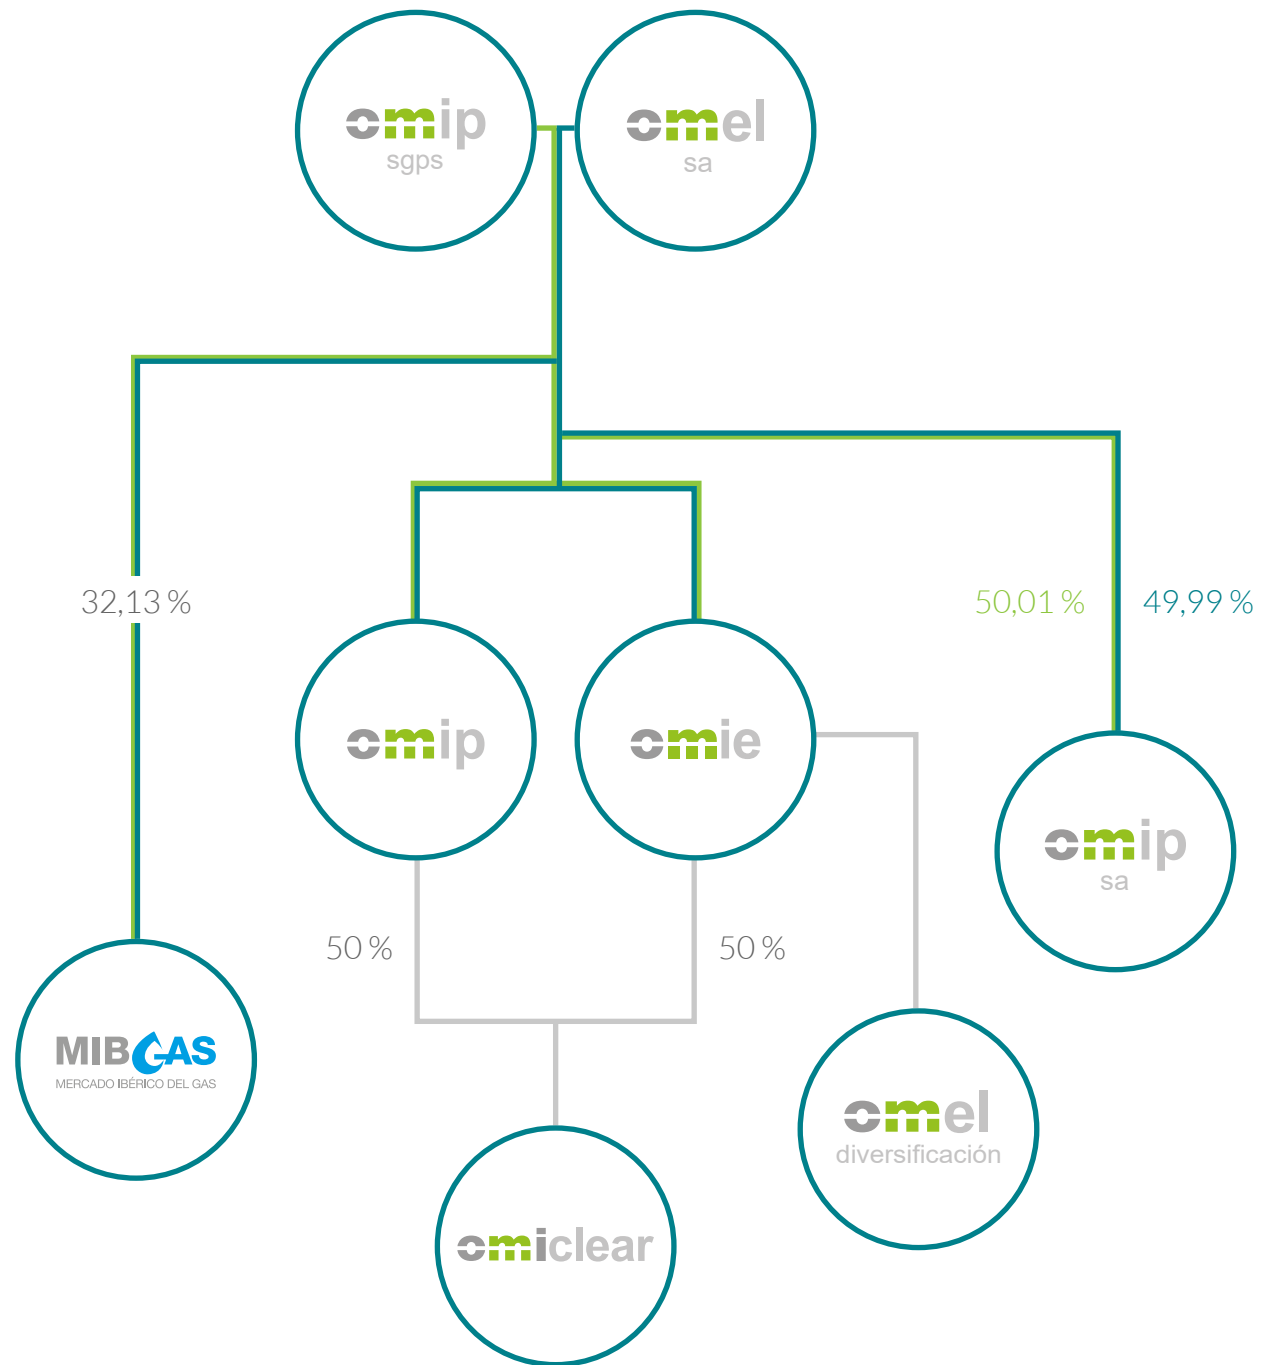 omip
sgps
omel
sa
32,13 %
50,01 %
49,99 %
omip
omie
omip
sa
50 %
50 %
MIBGAS
MERCADO IBÉRICO DEL GAS
omel
diversificación
omiclear